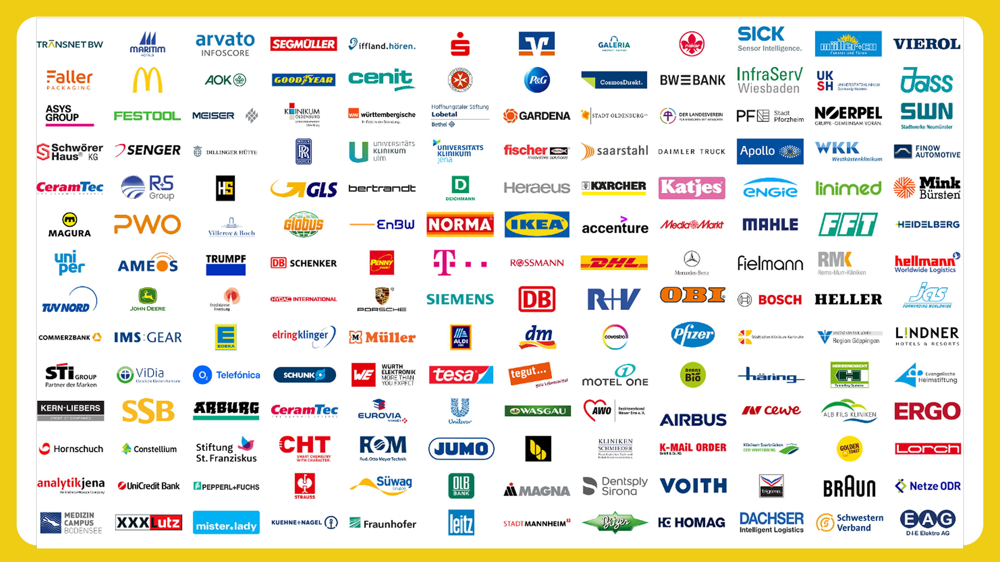 TRANSNET BW
MARITIM
HOTELS
arvato
INFOSCORE
SEGMÜLLER
iffland.hören.
GALERIA
nakar
SICK
Sensor Intelligence.
müller+co
Fenster und Türen
VIEROL
Faller
PACKAGING
AOK
GOODYEAR
cenit
P&G
CosmosDirekt.
BWBANK
InfraServ
Wiesbaden
UK
SH
UNIVERSITÄTSKLINIKUM
Schleswig-Holstein
Jass
ASYS
GROUP
FESTOOL
MEISER
KLINIKUM
OLDENBURG
ww württembergische
Ihr Fels in der Brandung.
Hoffnungstaler Stiftung
Lobetal
Bethel
GARDENA
STADT OLDENBURG
DER LANDESVEREIN
FÜR MENSCHEN MIT MENSCHEN
PF
Stadt
Pforzheim
NOERPEL
GRUPPE · GEMEINSAM VORAN.
SWN
Stadtwerke Neumünster
Schwörer
Haus® KG
SENGER
DILLINGER HÜTTE
ROLLS
RR
ROYCE
UNIVERSITÄTS
KLINIKUM
ulm
UNIVERSITÄTS
KLINIKUM
jena
fischer
innovative solutions
saarstahl
DAIMLER TRUCK
Apollo
WKK
Westküstenklinikum
FINOW
AUTOMOTIVE
CeramTec
THE CERAMIC EXPERTS
R+S
Group
HS
GLS
bertrandt
D
DEICHMANN
Heraeus
KÄRCHER
Katjes
ENGIE
linimed
Mink
Bürsten
MAGURA
PWO
Villeroy & Boch
GLOBUS
EnBW
NORMA®
IKEA®
accenture
MediaMarkt
MAHLE
FFT
HEIDELBERG
uni
per
AMEOS
TRUMPF
DB SCHENKER
PENNY
MARKT
T
ROSSMANN
DHL
Mercedes-Benz
fielmann
RMK
Rems-Murr-Kliniken
hellmann
Worldwide Logistics
TÜV NORD
JOHN DEERE
Erzdiözese
Freiburg
HYDAC INTERNATIONAL
PORSCHE
SIEMENS
DB
R+V
OBI
BOSCH
HELLER
jas
FORWARDING WORLDWIDE
COMMERZBANK
IMS:GEAR
E
EDEKA
elringklinger
M Müller
ALDI
SÜD
dm
covestro
Pfizer
Städtisches Klinikum Karlsruhe
VINZENZ VON PAUL gGMBH
Region Göppingen
L!NDNER
HOTELS & RESORTS
STi GROUP
Partner der Marken
ViDia
Christliche Kliniken Karlsruhe
O2 Telefónica
SCHUNK
WE
WÜRTH
ELEKTRONIK
MORE THAN
YOU EXPECT
tesa®
tegut...
gute Lebensmittel
MOTEL ONE
Denns
BiO
häring
HERRENKNECHT
Tunnelling Systems
Evangelische
Heimstiftung
KERN-LIEBERS
GROUP OF COMPANIES
SSB
ARBURG
CeramTec
THE CERAMIC EXPERTS
EUROVIA
VINCI
Unilever
WASGAU
AWO
Bezirksverband
Weser-Ems e.V.
AIRBUS
cewe
ALB FILS KLINIKEN
ERGO
Hornschuch
Constellium
Stiftung
St. Franziskus
CHT
SMART CHEMISTRY
WITH CHARACTER.
ROM
Rud. Otto Meyer Technik
JUMO
KLINIKEN
SCHMIEDER
K-MAiL ORDER
GmbH & Co. KG
Klinikum Saarbrücken
DER WINTERBERG
GOLDEN
TOAST
Lorch
analytikjena
An Endress+Hauser Company
UniCredit Bank
PEPPERL+FUCHS
STRAUSS
Süwag
Gruppe
OLB
BANK
MAGNA
Dentsply
Sirona
VOITH
trigema
BRAUN
Netze ODR
MEDIZIN
CAMPUS
BODENSEE
XXXLutz
mister*lady
KUEHNE+NAGEL
Fraunhofer
leitz
STADTMANNHEIM²
Bitzer
HOMAG
DACHSER
Intelligent Logistics
Schwestern
Verband
EAG
D·I·E Elektro AG